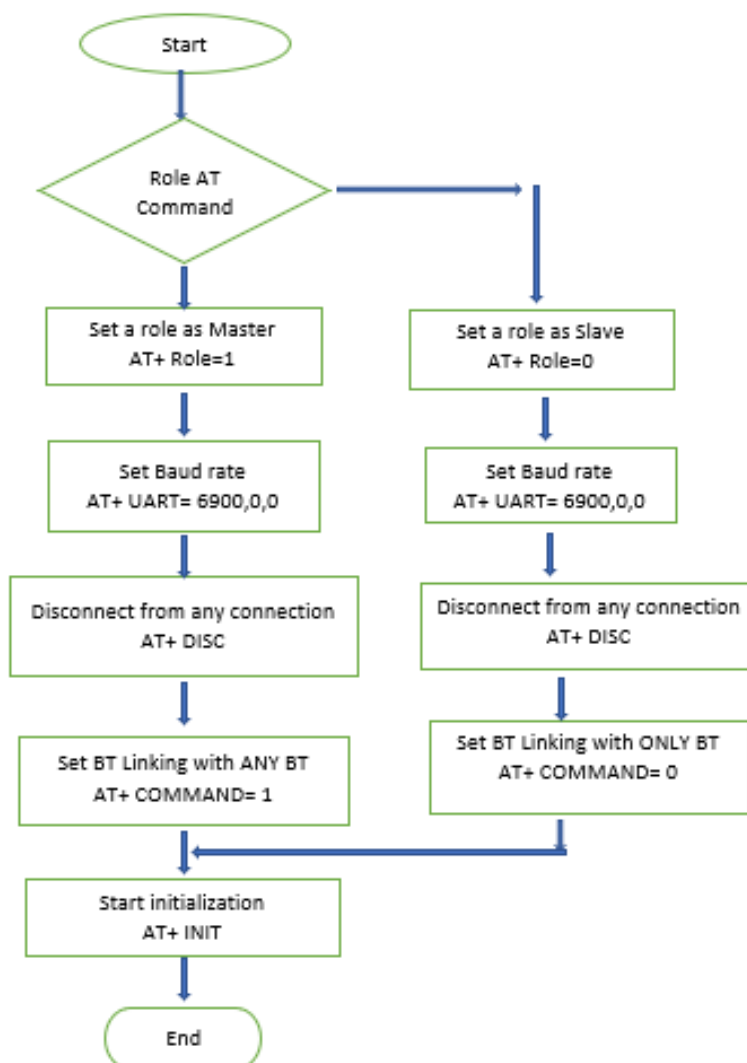 Start
Role AT
Command
Set a role as Master
AT+ Role=1
Set Baud rate
AT+ UART= 6900,0,0
Disconnect from any connection
AT+ DISC
Set BT Linking with ANY BT
AT+ COMMAND= 1
Set a role as Slave
AT+ Role=0
Set Baud rate
AT+ UART= 6900,0,0
Disconnect from any connection
AT+ DISC
Set BT Linking with ONLY BT
AT+ COMMAND= 0
Start initialization
AT+ INIT
End